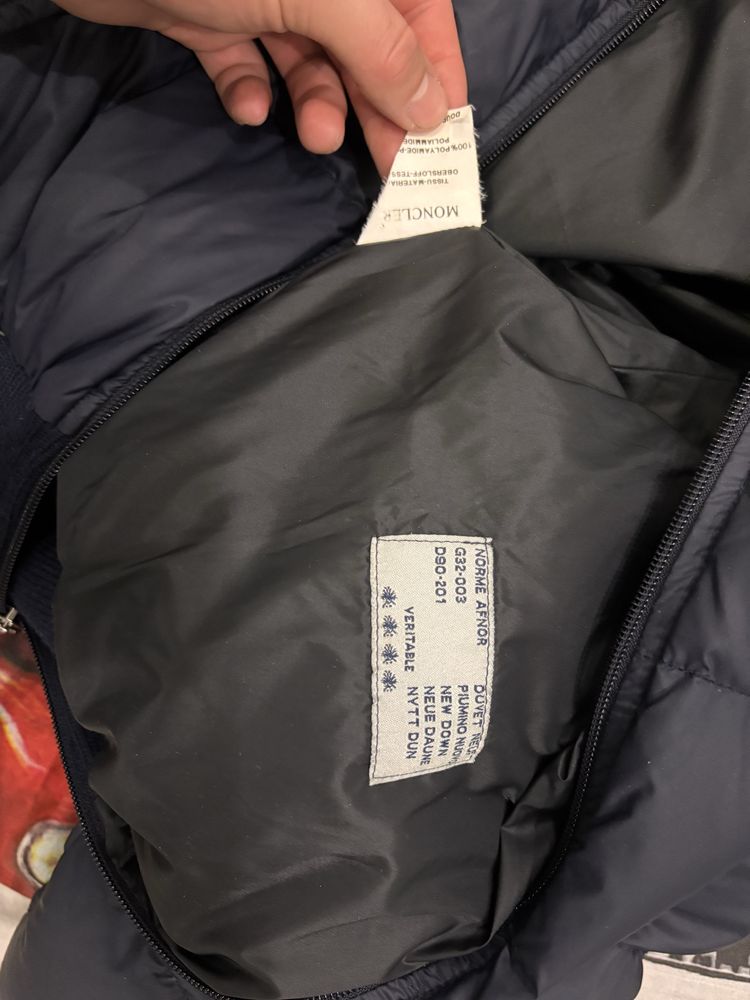 MONCLER
TISSU-MATERIA
OBERSLOFF-TESS
100%POLYAMIDE-P
POLIAMMIDE-
NORME AFNOR
G32-003
D90-201
VERITABLE
DUVET NEUF
PIUMINO NUOVO
NEW DOWN
NEUE DAUNE
NYTT DUN